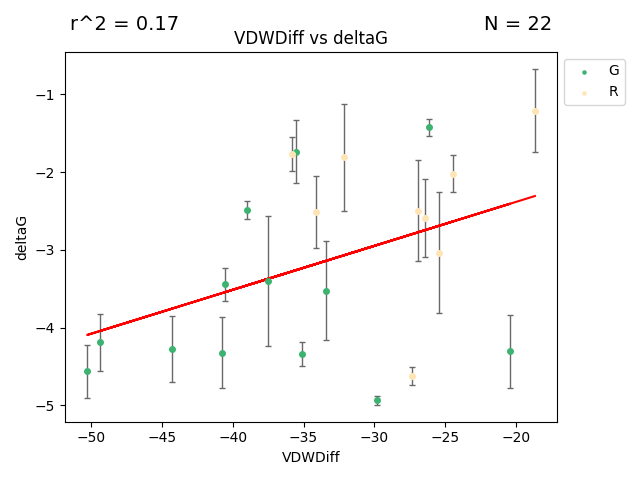 r^2 = 0.17
N = 22
VDWDiff vs deltaG
G
R
deltaG
−1
−2
−3
−4
−5
−50
−45
−40
−35
−30
−25
−20
VDWDiff